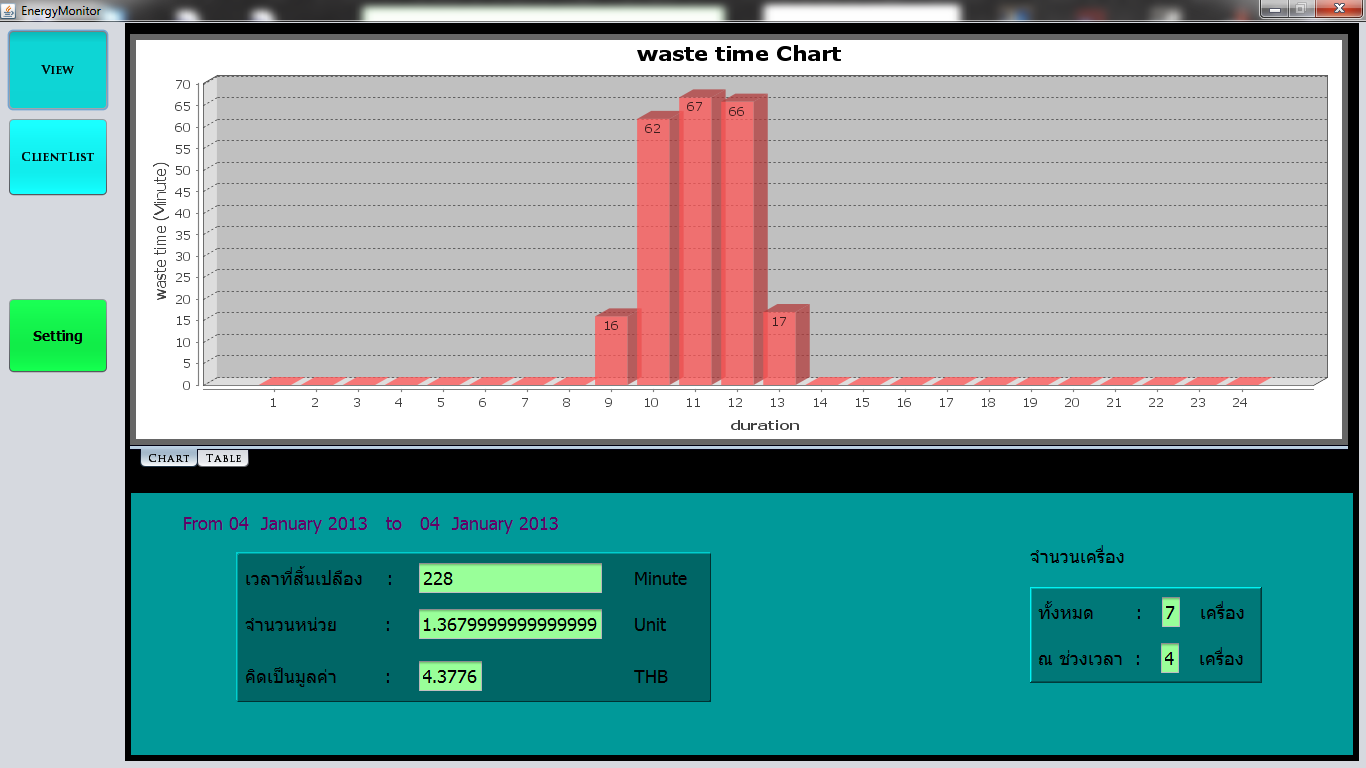 EnergyMonitor
View
ClientList
Setting
waste time Chart
waste time (Minute)
70
65
60
55
50
45
40
35
30
25
20
15
10
5
0
16
62
67
66
17
1 2 3 4 5 6 7 8 9 10 11 12 13 14 15 16 17 18 19 20 21 22 23 24
duration
Chart Table
From 04 January 2013 to 04 January 2013
เวลาที่สิ้นเปลือง : 228 Minute
จำนวนหน่วย : 1.3679999999999999 Unit
คิดเป็นมูลค่า : 4.3776 THB
จำนวนเครื่อง
ทั้งหมด : 7 เครื่อง
ณ ช่วงเวลา : 4 เครื่อง